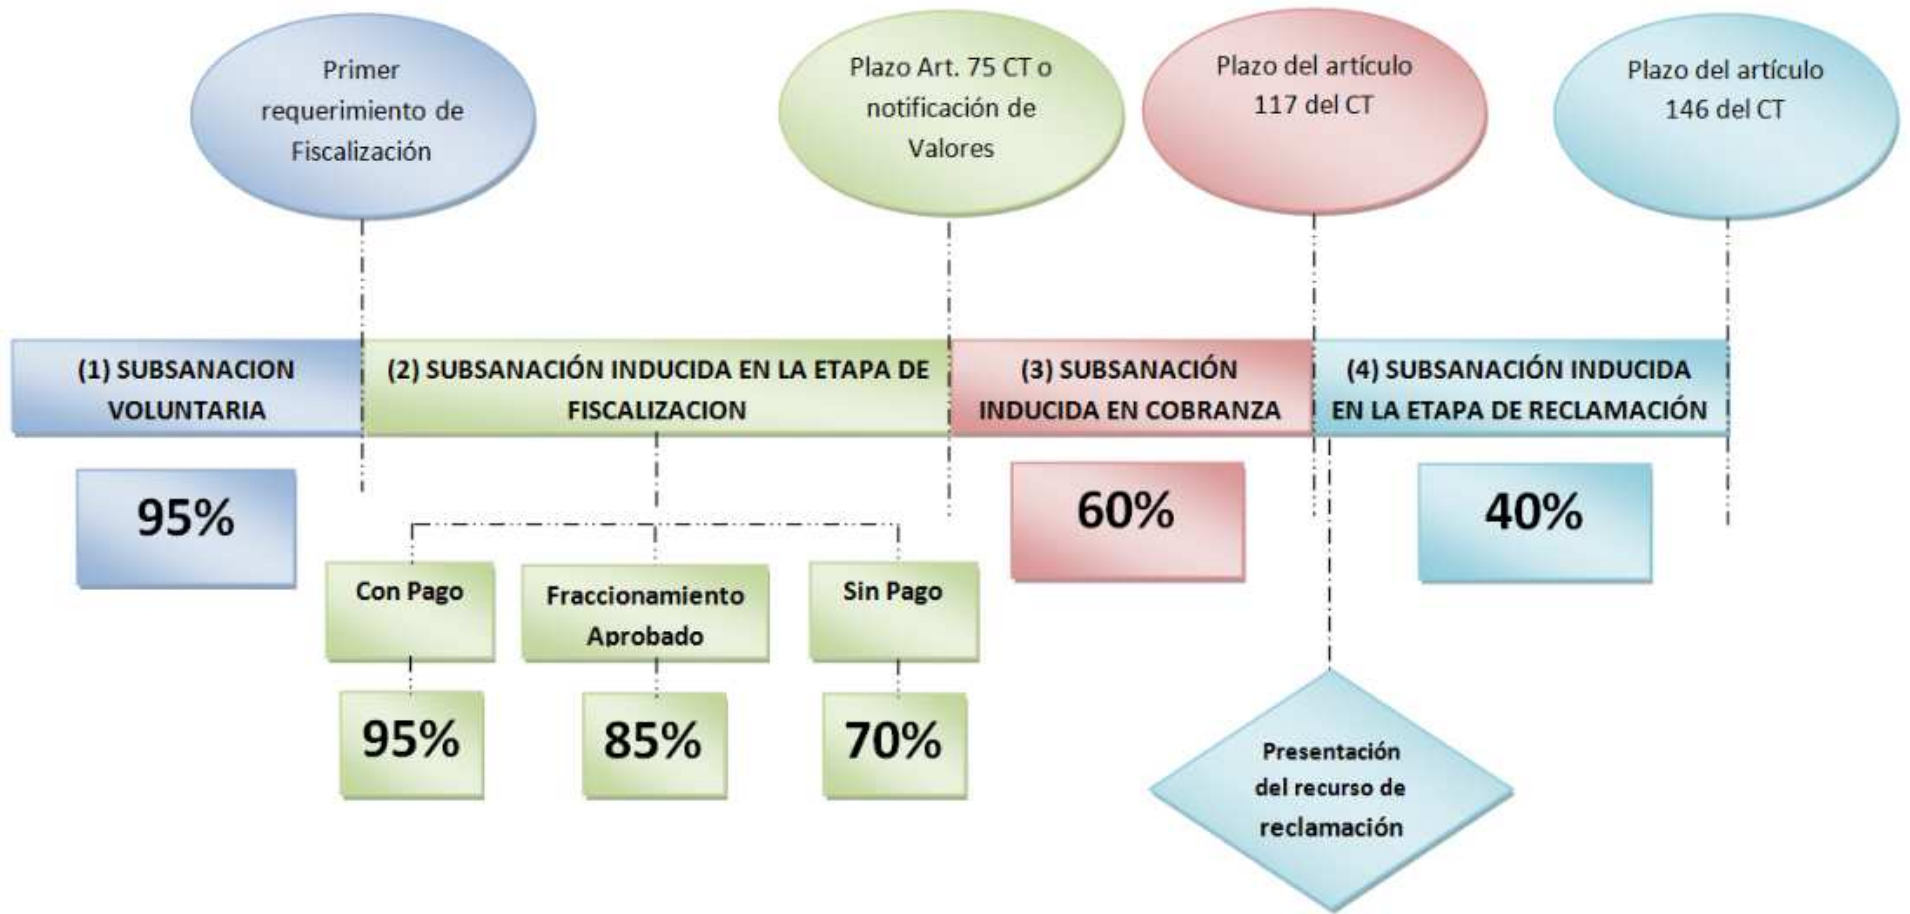 Primer
requerimiento de
Fiscalización
Plazo Art. 75 CT o
notificación de
Valores
Plazo del artículo
117 del CT
Plazo del artículo
146 del CT
(1) SUBSANACION
VOLUNTARIA
(2) SUBSANACIÓN INDUCIDA EN LA ETAPA DE
FISCALIZACION
(3) SUBSANACIÓN
INDUCIDA EN COBRANZA
(4) SUBSANACIÓN INDUCIDA
EN LA ETAPA DE RECLAMACIÓN
95%
60%
40%
Con Pago
Fraccionamiento
Aprobado
Sin Pago
95%
85%
70%
Presentación
del recurso de
reclamación